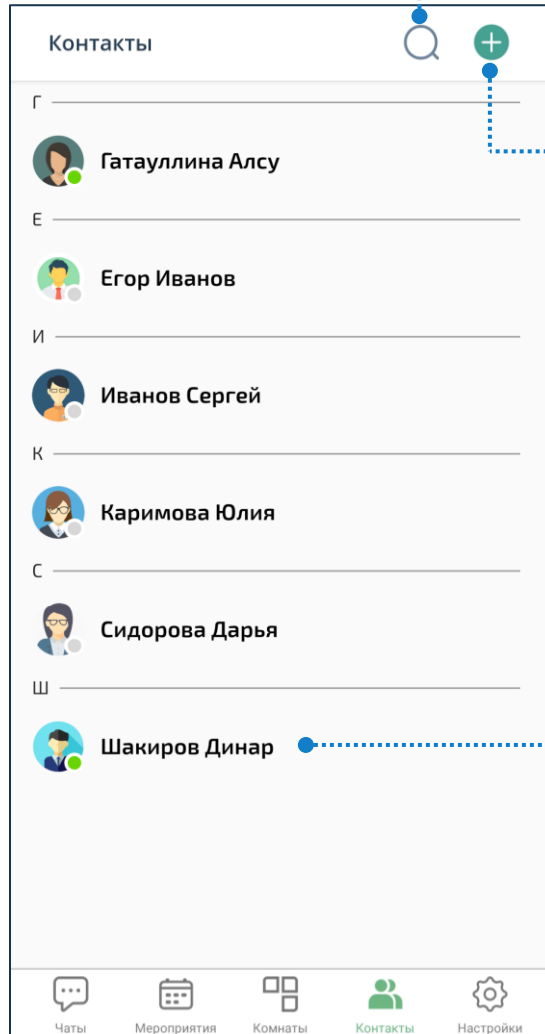 Контакты
Г
Гатауллина Алсу
Е
Егор Иванов
И
Иванов Сергей
К
Каримова Юлия
С
Сидорова Дарья
Ш
Шакиров Динар
Чаты Мероприятия Комнаты Контакты Настройки